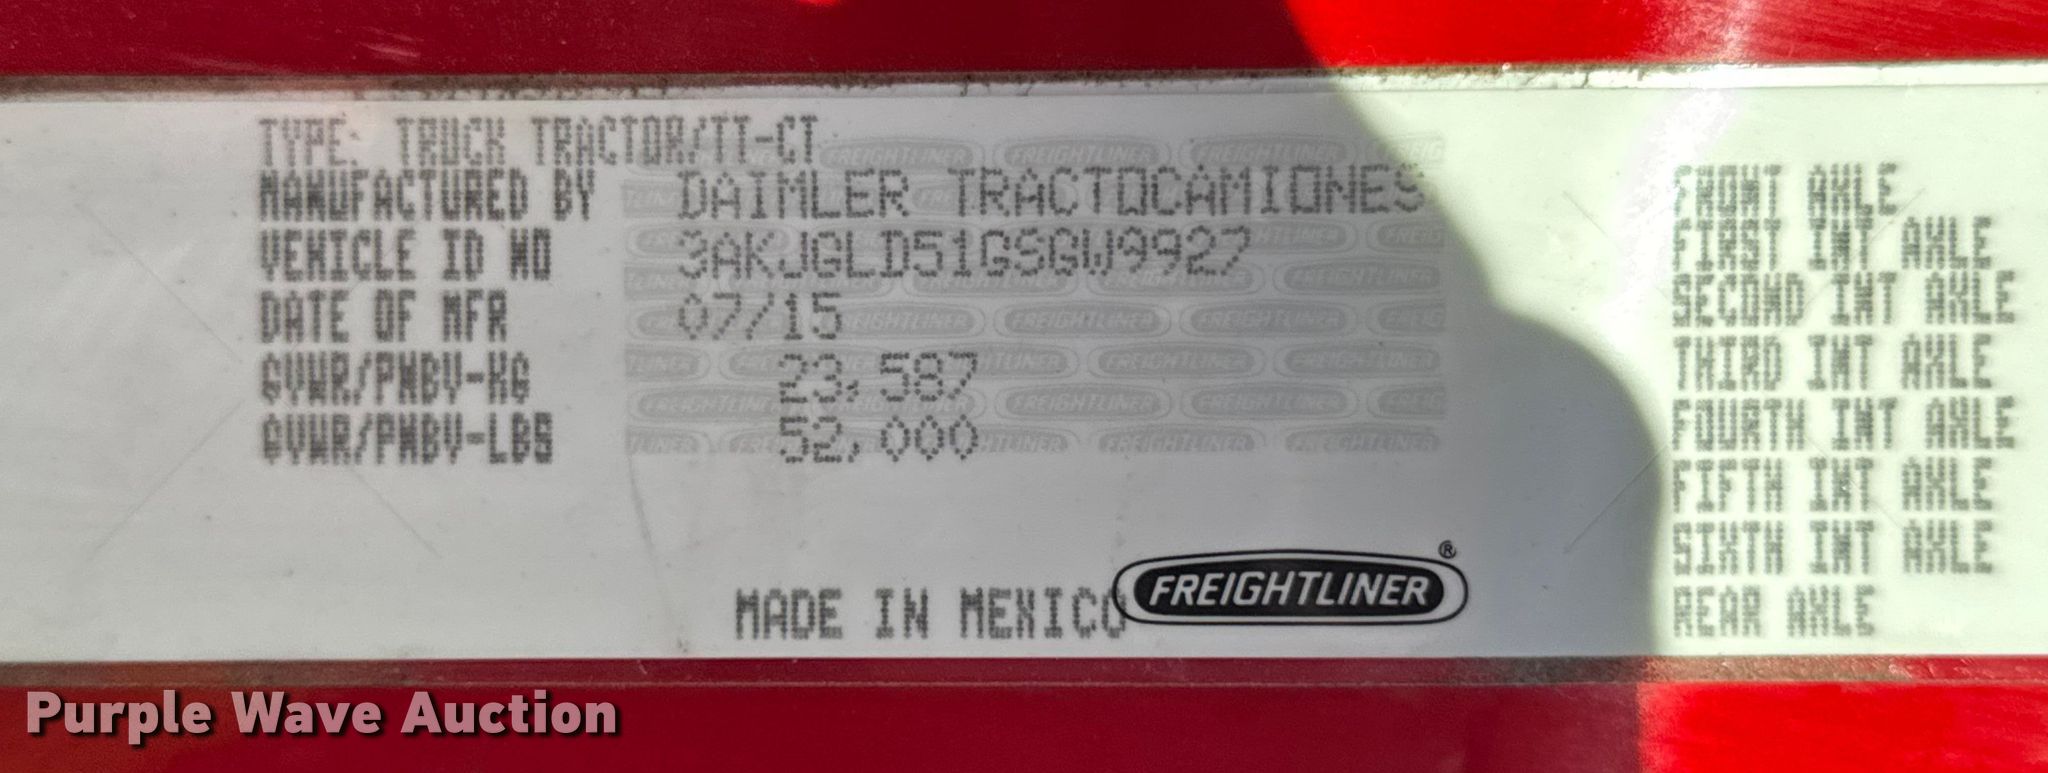 TYPE: TRUCK TRACTOR/TT-CT
MANUFACTURED BY DAIMLER TRACTOCAMIONES
VEHICLE ID NO 3AKJGLD51GSGW9927
DATE OF MFR 07/15
GVWR/PMBV-KG 23,587
GVWR/PMBV-LBS 52,000
MADE IN MEXICO
FREIGHTLINER®
FRONT AXLE
FIRST INT AXLE
SECOND INT AXLE
THIRD INT AXLE
FOURTH INT AXLE
FIFTH INT AXLE
SIXTH INT AXLE
REAR AXLE
Purple Wave Auction